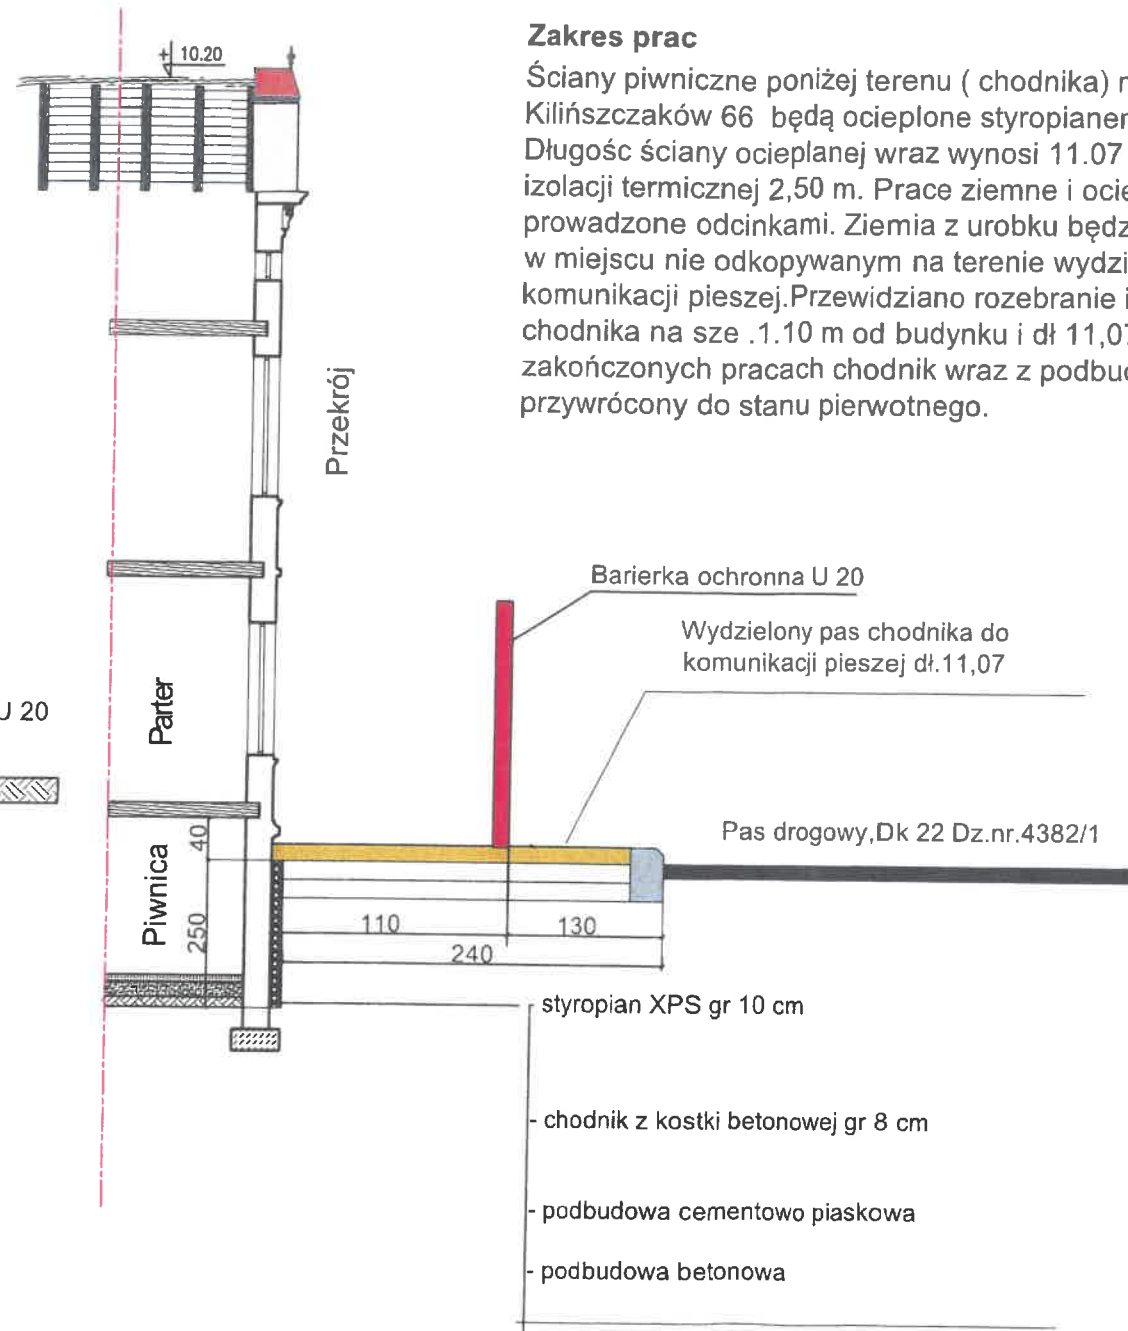 Zakres prac
Ściany piwniczne poniżej terenu ( chodnika)
Kilińszczaków 66 będą ocieplone
Długośc ściany ocieplanej wraz wynosi 11.07
izolacji termicznej 2,50 m. Prace ziemne i
prowadzone odcinkami. Ziemia z urobku
w miejscu nie odkopywanym na terenie
komunikacji pieszej.Przewidziano rozebranie i
chodnika na sze .1.10 m od budynku i dł
zakończonych pracach chodnik wraz z
przywrócony do stanu pierwotnego.
+ 10.20
Przekrój
Barierka ochronna U 20
Wydzielony pas chodnika do
komunikacji pieszej dł.11,07
U 20
Parter
Pas drogowy,Dk 22 Dz.nr.4382/1
40
Piwnica
250
110
130
240
styropian XPS gr 10 cm
- chodnik z kostki betonowej gr 8 cm
- podbudowa cementowo piaskowa
- podbudowa betonowa